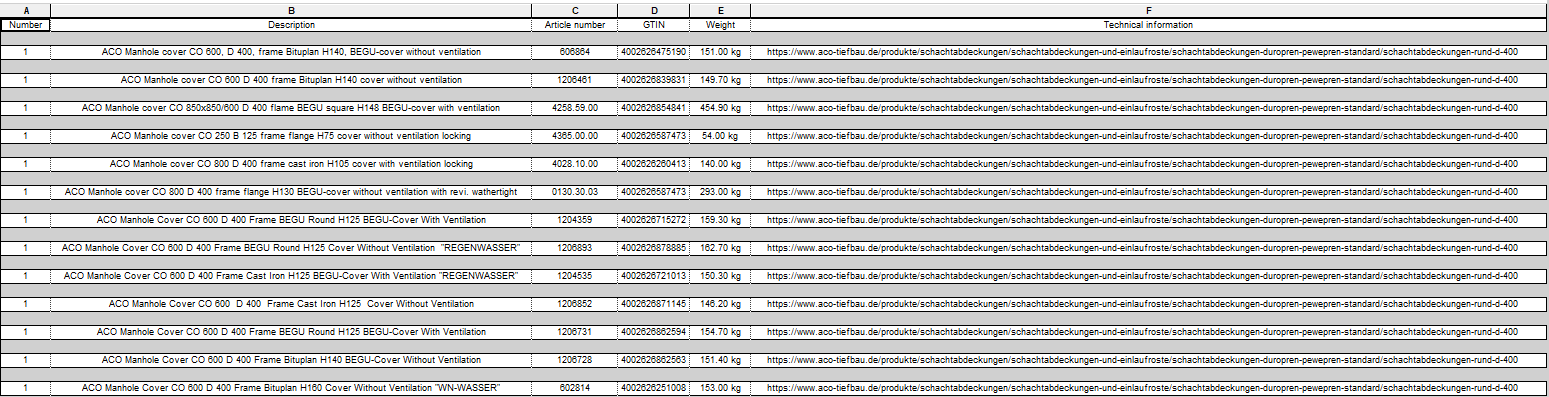 A B C D E F
Number Description Article number GTIN Weight Technical information
1 ACO Manhole cover CO 600, D 400, frame Bituplan H140, BEGU-cover without ventilation 606864 4002626475190 151.00 kg https://www.aco-tiefbau.de/produkte/schachtabdeckungen/schachtabdeckungen-und-einlaufroste/schachtabdeckungen-duropren-pewepren-standard/schachtabdeckungen-rund-d-400
1 ACO Manhole cover CO 600 D 400 frame Bituplan H140 cover without ventilation 1206461 4002626839831 149.70 kg https://www.aco-tiefbau.de/produkte/schachtabdeckungen/schachtabdeckungen-und-einlaufroste/schachtabdeckungen-duropren-pewepren-standard/schachtabdeckungen-rund-d-400
1 ACO Manhole cover CO 850x850/600 D 400 flame BEGU square H148 BEGU-cover with ventilation 4258.59.00 4002626854841 454.90 kg https://www.aco-tiefbau.de/produkte/schachtabdeckungen/schachtabdeckungen-und-einlaufroste/schachtabdeckungen-duropren-pewepren-standard/schachtabdeckungen-rund-d-400
1 ACO Manhole cover CO 250 B 125 frame flange H75 cover without ventilation locking 4365.00.00 4002626587473 54.00 kg https://www.aco-tiefbau.de/produkte/schachtabdeckungen/schachtabdeckungen-und-einlaufroste/schachtabdeckungen-duropren-pewepren-standard/schachtabdeckungen-rund-d-400
1 ACO Manhole cover CO 800 D 400 frame cast iron H105 cover with ventilation locking 4028.10.00 4002626260413 140.00 kg https://www.aco-tiefbau.de/produkte/schachtabdeckungen/schachtabdeckungen-und-einlaufroste/schachtabdeckungen-duropren-pewepren-standard/schachtabdeckungen-rund-d-400
1 ACO Manhole cover CO 800 D 400 frame flange H130 BEGU-cover without ventilation with revi. wathertight 0130.30.03 4002626587473 293.00 kg https://www.aco-tiefbau.de/produkte/schachtabdeckungen/schachtabdeckungen-und-einlaufroste/schachtabdeckungen-duropren-pewepren-standard/schachtabdeckungen-rund-d-400
1 ACO Manhole Cover CO 600 D 400 Frame BEGU Round H125 BEGU-Cover With Ventilation 1204359 4002626715272 159.30 kg https://www.aco-tiefbau.de/produkte/schachtabdeckungen/schachtabdeckungen-und-einlaufroste/schachtabdeckungen-duropren-pewepren-standard/schachtabdeckungen-rund-d-400
1 ACO Manhole Cover CO 600 D 400 Frame BEGU Round H125 Cover Without Ventilation "REGENWASSER" 1206893 4002626878885 162.70 kg https://www.aco-tiefbau.de/produkte/schachtabdeckungen/schachtabdeckungen-und-einlaufroste/schachtabdeckungen-duropren-pewepren-standard/schachtabdeckungen-rund-d-400
1 ACO Manhole Cover CO 600 D 400 Frame Cast Iron H125 BEGU-Cover With Ventilation "REGENWASSER" 1204535 4002626721013 150.30 kg https://www.aco-tiefbau.de/produkte/schachtabdeckungen/schachtabdeckungen-und-einlaufroste/schachtabdeckungen-duropren-pewepren-standard/schachtabdeckungen-rund-d-400
1 ACO Manhole Cover CO 600 D 400 Frame Cast Iron H125 Cover Without Ventilation 1206852 4002626871145 146.20 kg https://www.aco-tiefbau.de/produkte/schachtabdeckungen/schachtabdeckungen-und-einlaufroste/schachtabdeckungen-duropren-pewepren-standard/schachtabdeckungen-rund-d-400
1 ACO Manhole Cover CO 600 D 400 Frame BEGU Round H125 BEGU-Cover With Ventilation 1206731 4002626862594 154.70 kg https://www.aco-tiefbau.de/produkte/schachtabdeckungen/schachtabdeckungen-und-einlaufroste/schachtabdeckungen-duropren-pewepren-standard/schachtabdeckungen-rund-d-400
1 ACO Manhole Cover CO 600 D 400 Frame Bituplan H140 BEGU-Cover Without Ventilation 1206728 4002626862563 151.40 kg https://www.aco-tiefbau.de/produkte/schachtabdeckungen/schachtabdeckungen-und-einlaufroste/schachtabdeckungen-duropren-pewepren-standard/schachtabdeckungen-rund-d-400
1 ACO Manhole Cover CO 600 D 400 Frame Bituplan H160 Cover Without Ventilation "WN-WASSER" 602814 4002626251008 153.00 kg https://www.aco-tiefbau.de/produkte/schachtabdeckungen/schachtabdeckungen-und-einlaufroste/schachtabdeckungen-duropren-pewepren-standard/schachtabdeckungen-rund-d-400